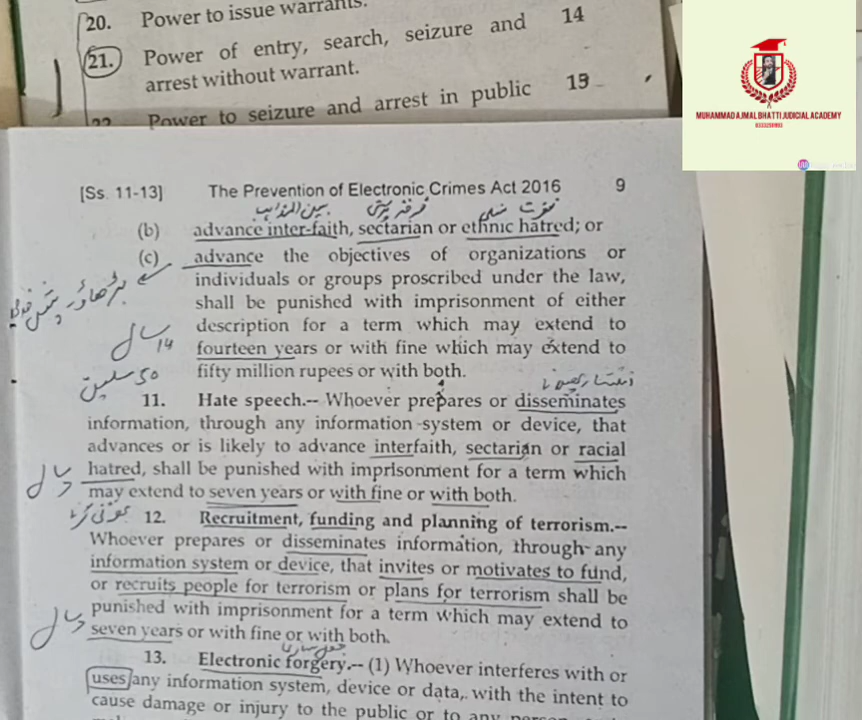 20. Power to issue warrants.
21. Power of entry, search, seizure and 14
arrest without warrant.
22 Power to seizure and arrest in public 15
MUHAMMAD AJMAL BHATTI JUDICIAL ACADEMY
[Ss. 11-13] The Prevention of Electronic Crimes Act 2016 9
بین المذاہب فرقہ پرستی نفرت
(b) advance inter-faith, sectarian or ethnic hatred; or
(c) advance the objectives of organizations or
individuals or groups proscribed under the law,
shall be punished with imprisonment of either
description for a term which may extend to
14 سال
fourteen years or with fine which may extend to
50
fifty million rupees or with both.
11. Hate speech.-- Whoever prepares or disseminates
information, through any information system or device, that
advances or is likely to advance interfaith, sectarian or racial
hatred, shall be punished with imprisonment for a term which
may extend to seven years or with fine or with both.
12. Recruitment, funding and planning of terrorism.--
Whoever prepares or disseminates information, through any
information system or device, that invites or motivates to fund,
or recruits people for terrorism or plans for terrorism shall be
punished with imprisonment for a term which may extend to
seven years or with fine or with both.
13. Electronic forgery.-- (1) Whoever interferes with or
uses any information system, device or data, with the intent to
cause damage or injury to the public or to any